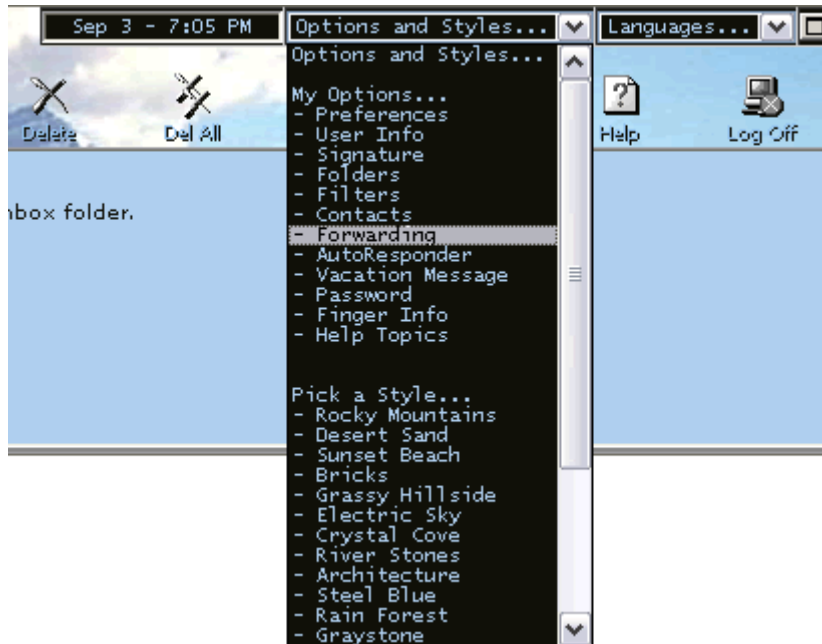 Sep 3 - 7:05 PM
Options and Styles...
Languages...
Delete
Del All
Help
Log Off
nbox folder.
Options and Styles...
My Options...
- Preferences
- User Info
- Signature
- Folders
- Filters
- Contacts
- Forwarding
- AutoResponder
- Vacation Message
- Password
- Finger Info
- Help Topics
Pick a Style...
- Rocky Mountains
- Desert Sand
- Sunset Beach
- Bricks
- Grassy Hillside
- Electric Sky
- Crystal Cove
- River Stones
- Architecture
- Steel Blue
- Rain Forest
- Graystone